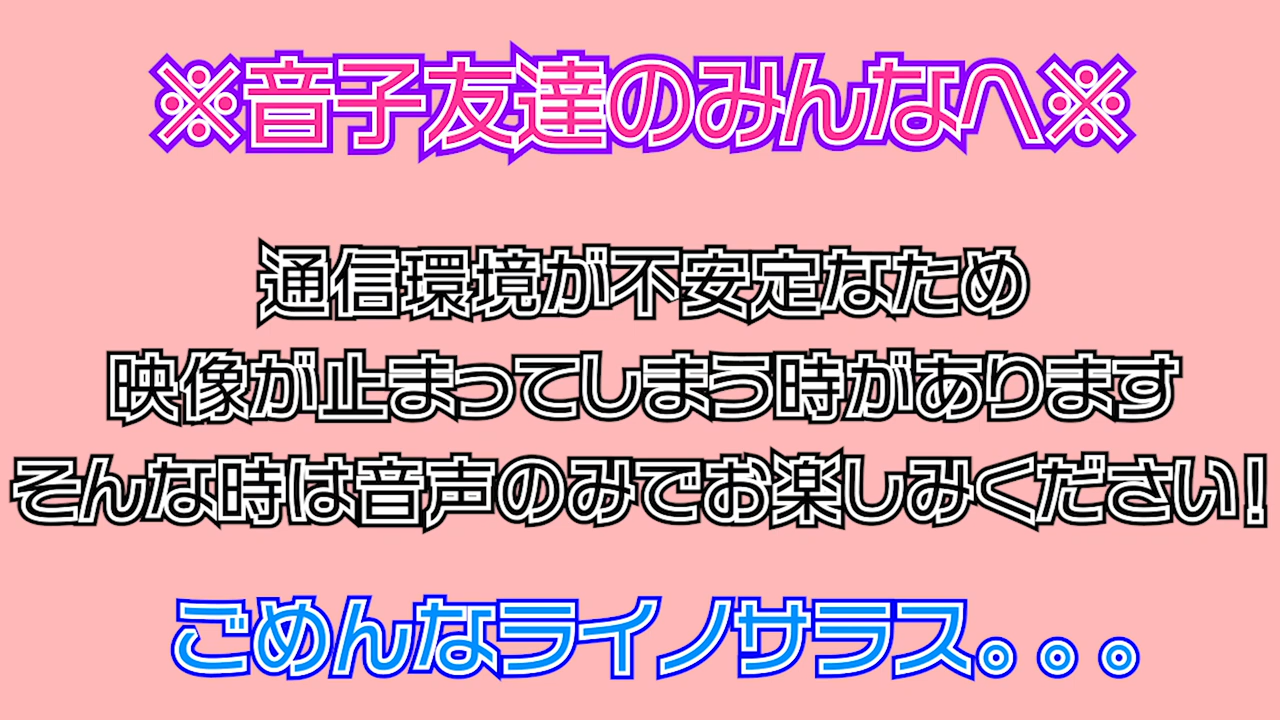 ※音子友達のみんなへ※
通信環境が不安定なため
映像が止まってしまう時があります
そんな時は音声のみでお楽しみください!
ごめんなライノサラス。。。